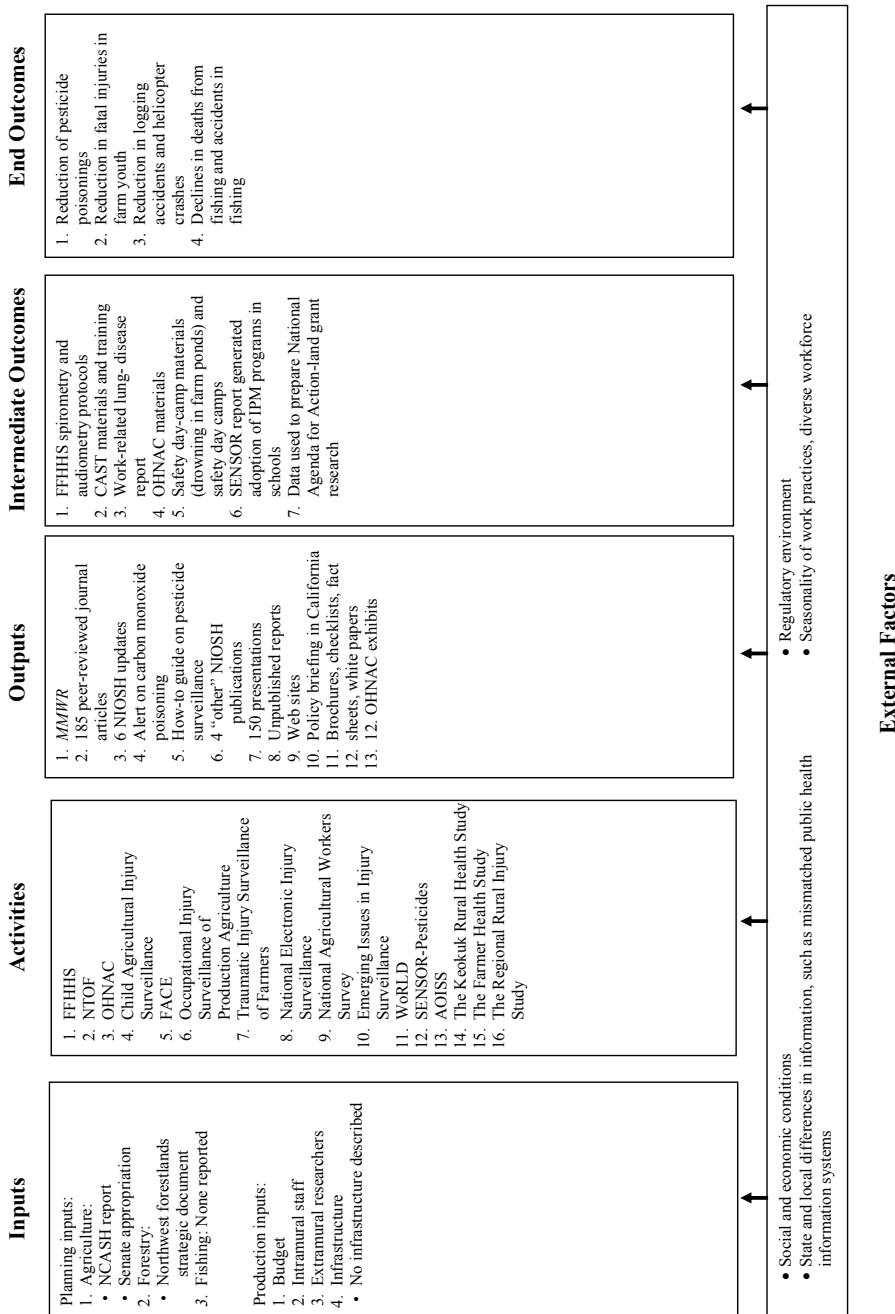 Inputs
Planning inputs:
1. Agriculture:
• NCASH report
• Senate appropriation
2. Forestry:
• Northwest forestlands
strategic document
3. Fishing: None reported
Production inputs:
1. Budget
2. Intramural staff
3. Extramural researchers
4. Infrastructure
• No infrastructure described
Activities
1. FFHHS
2. NTOF
3. OHNAC
4. Child Agricultural Injury
Surveillance
5. FACE
6. Occupational Injury
Surveillance of
Production Agriculture
7. Traumatic Injury Surveillance
of Farmers
8. National Electronic Injury
Surveillance
9. National Agricultural Workers
Survey
10. Emerging Issues in Injury
Surveillance
11. WoRLD
12. SENSOR-Pesticides
13. AOISS
14. The Keokuk Rural Health Study
15. The Farmer Health Study
16. The Regional Rural Injury
Study
Outputs
1. MMWR
2. 185 peer-reviewed journal
articles
3. 6 NIOSH updates
4. Alert on carbon monoxide
poisoning
5. How-to guide on pesticide
surveillance
6. 4 “other” NIOSH
publications
7. 150 presentations
8. Unpublished reports
9. Web sites
10. Policy briefing in California
11. Brochures, checklists, fact
12. sheets, white papers
13. 12. OHNAC exhibits
Intermediate Outcomes
1. FFHHS spirometry and
audiometry protocols
2. CAST materials and training
3. Work-related lung- disease
report
4. OHNAC materials
5. Safety day-camp materials
(drowning in farm ponds) and
safety day camps
6. SENSOR report generated
adoption of IPM programs in
schools
7. Data used to prepare National
Agenda for Action-land grant
research
End Outcomes
1. Reduction of pesticide
poisonings
2. Reduction in fatal injuries in
farm youth
3. Reduction in logging
accidents and helicopter
crashes
4. Declines in deaths from
fishing and accidents in
fishing
• Social and economic conditions
• State and local differences in information, such as mismatched public health
information systems
• Regulatory environment
• Seasonality of work practices, diverse workforce
External Factors